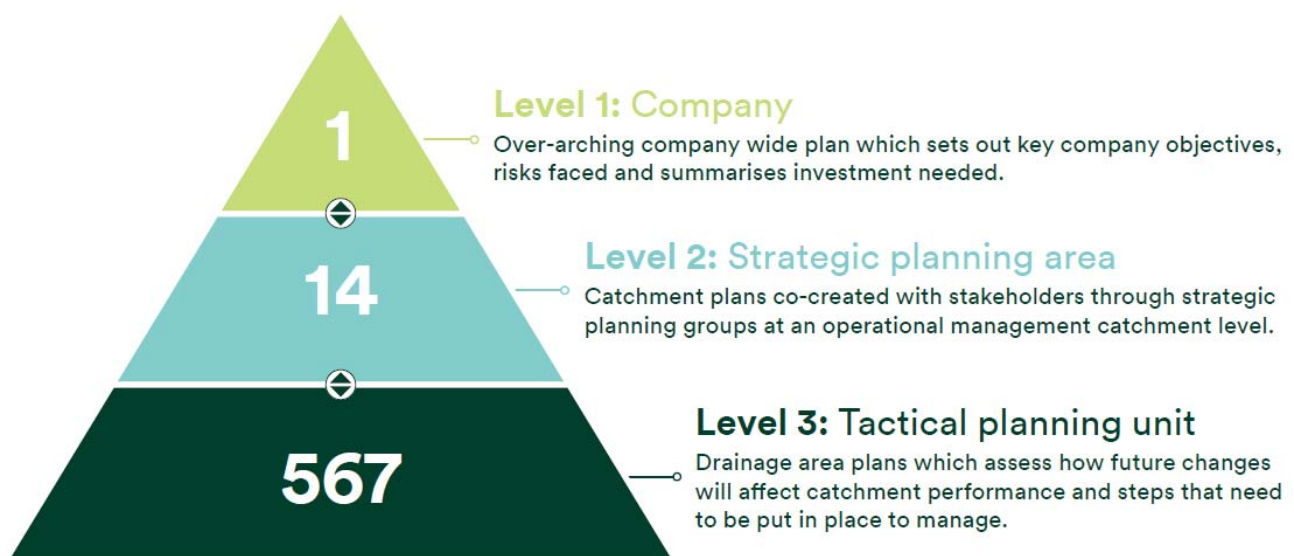 1
Level 1: Company
Over-arching company wide plan which sets out key company objectives,
risks faced and summarises investment needed.
14
Level 2: Strategic planning area
Catchment plans co-created with stakeholders through strategic
planning groups at an operational management catchment level.
567
Level 3: Tactical planning unit
Drainage area plans which assess how future changes
will affect catchment performance and steps that need
to be put in place to manage.